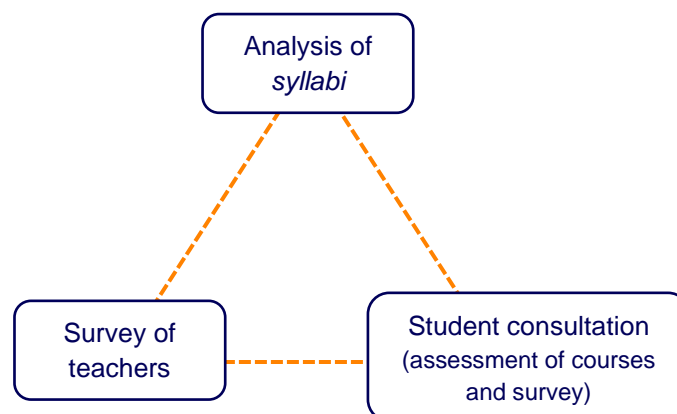 Analysis of
syllabi
Survey of
teachers
Student consultation
(assessment of courses
and survey)